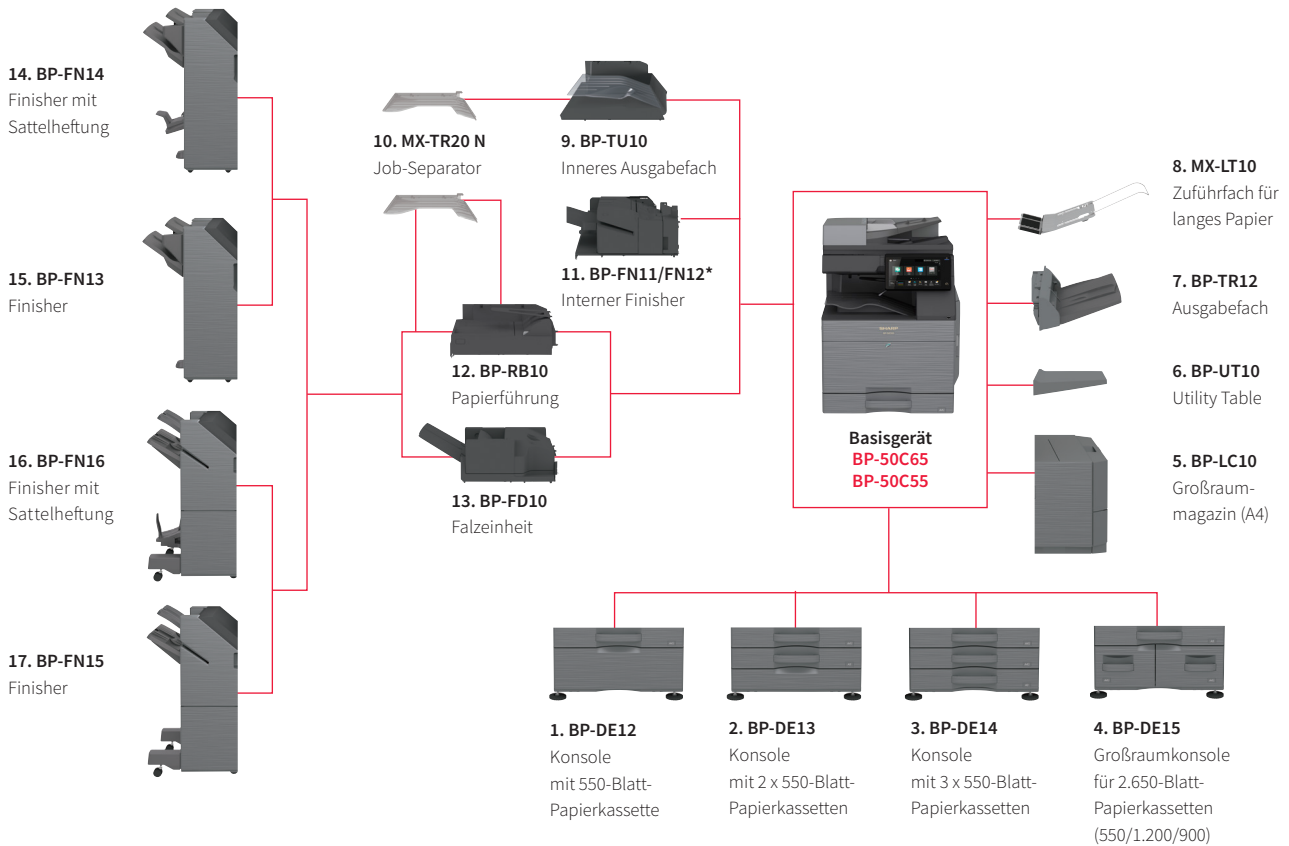 14. BP-FN14
Finisher mit
Sattelheftung
15. BP-FN13
Finisher
16. BP-FN16
Finisher mit
Sattelheftung
17. BP-FN15
Finisher
10. MX-TR20 N
Job-Separator
9. BP-TU10
Inneres Ausgabefach
11. BP-FN11/FN12*
Interner Finisher
12. BP-RB10
Papierführung
13. BP-FD10
Falzeinheit
SHARP
Basisgerät
BP-50C65
BP-50C55
8. MX-LT10
Zuführfach für
langes Papier
7. BP-TR12
Ausgabefach
6. BP-UT10
Utility Table
5. BP-LC10
Großraum-
magazin (A4)
1. BP-DE12
Konsole
mit 550-Blatt-
Papierkassette
2. BP-DE13
Konsole
mit 2 x 550-Blatt-
Papierkassetten
3. BP-DE14
Konsole
mit 3 x 550-Blatt-
Papierkassetten
4. BP-DE15
Großraumkonsole
für 2.650-Blatt-
Papierkassetten
(550/1.200/900)